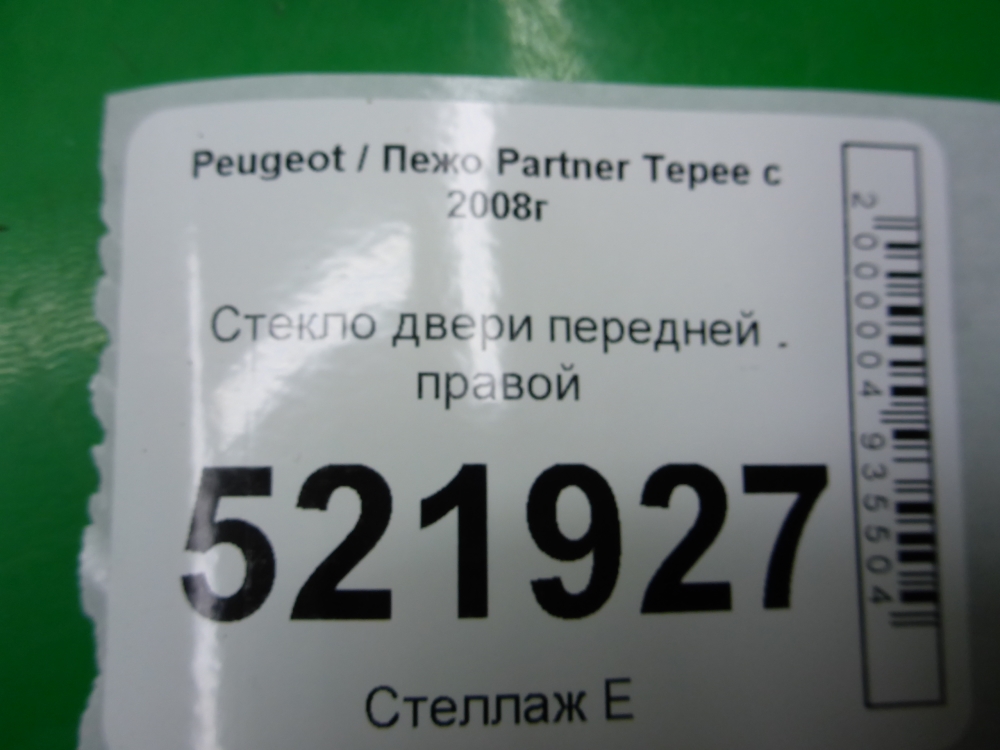 Peugeot / Пежо Partner Tepee с
2008г
Стекло двери передней .
правой
521927
Стеллаж Е
2000004935504